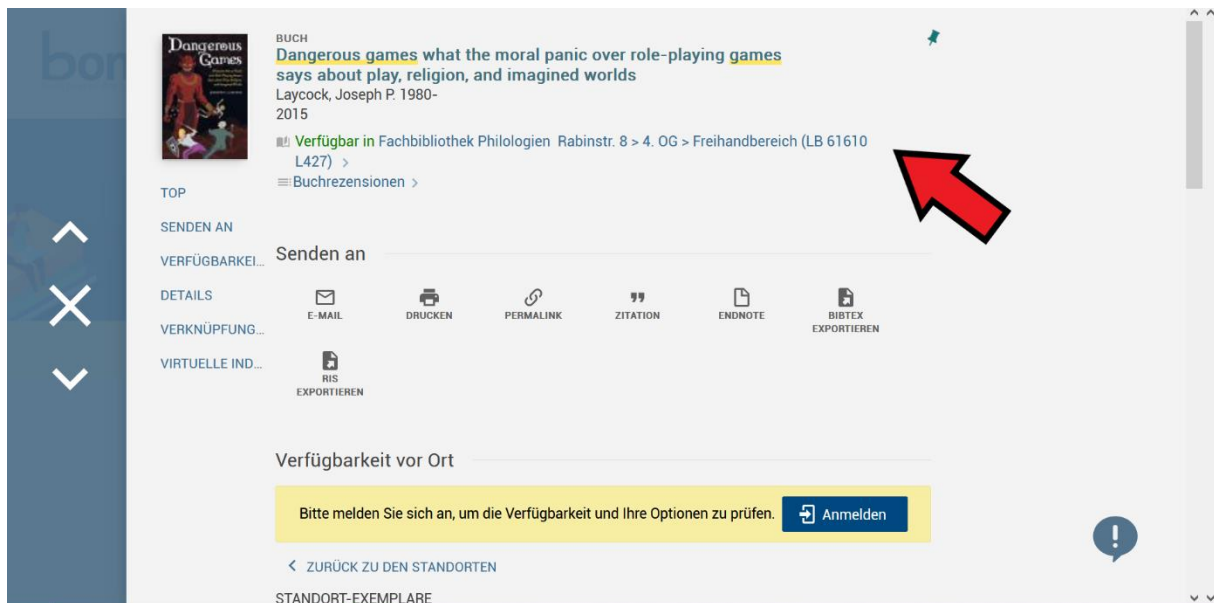 bon
Dangerous
Games
BUCH
Dangerous games what the moral panic over role-playing games
says about play, religion, and imagined worlds
Laycock, Joseph P. 1980-
2015
Verfügbar in Fachbibliothek Philologien Rabinstr. 8 > 4. OG > Freihandbereich (LB 61610
L427) >
Buchrezensionen >
TOP
SENDEN AN
VERFÜGBARKEI...
DETAILS
VERKNÜPFUNG...
VIRTUELLE IND...
Senden an
E-MAIL
DRUCKEN
PERMALINK
ZITATION
ENDNOTE
BIBTEX
EXPORTIEREN
RIS
EXPORTIEREN
Verfügbarkeit vor Ort
Bitte melden Sie sich an, um die Verfügbarkeit und Ihre Optionen zu prüfen.
Anmelden
< ZURÜCK ZU DEN STANDORTEN
STANDORT-EXEMPLARE